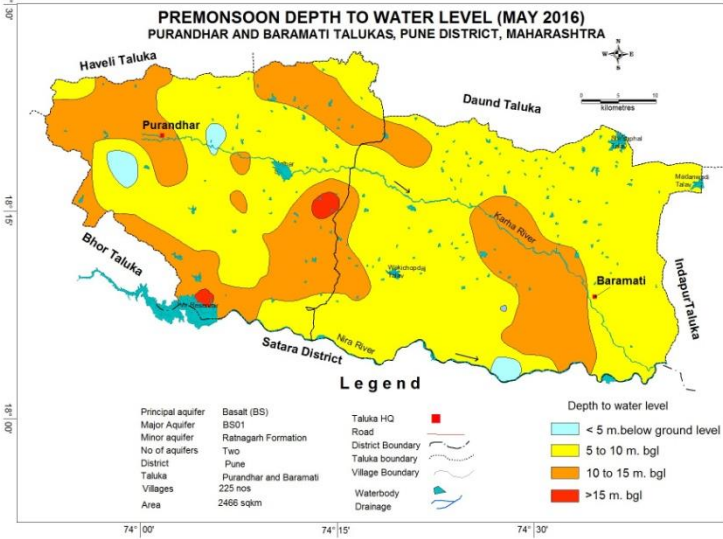 PREMONSOON DEPTH TO WATER LEVEL (MAY 2016)
PURANDHAR AND BARAMATI TALUKAS, PUNE DISTRICT, MAHARASHTRA
30'
Haveli Taluka
N
W E
S
Daund Taluka
0 5 10
kilometres
Purandhar
18°15'
Karha River
Bhor Taluka
Baramati
IndapurTaluka
Nira River
Satara District
18°00'
Legend
Principal aquifer Basalt (BS)
Major Aquifer BS01
Minor aquifer Ratnagarh Formation
No of aquifers Two
District Pune
Taluka Purandhar and Baramati
Villages 225 nos
Area 2466 sqkm
Taluka HQ
Road
District Boundary
Taluka boundary
Village Boundary
Waterbody
Drainage
Depth to water level
< 5 m.below ground level
5 to 10 m. bgl
10 to 15 m. bgl
>15 m. bgl
74° 00' 74° 15' 74° 30'